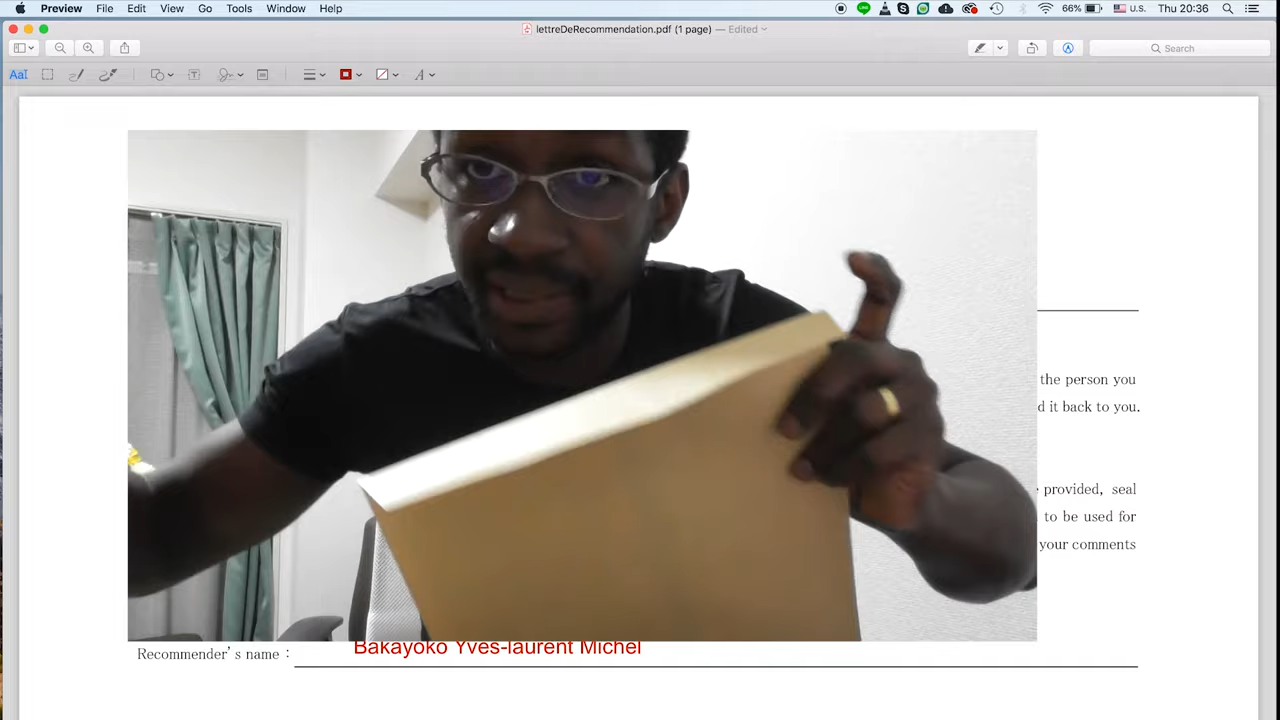 Preview File Edit View Go Tools Window Help 66% U.S. Thu 20:36
lettreDeRecommendation.pdf (1 page) — Edited
Search
AaI T A
the person you
d it back to you.
provided, seal
to be used for
your comments
Bakayoko Yves-laurent Michel
Recommender's name :